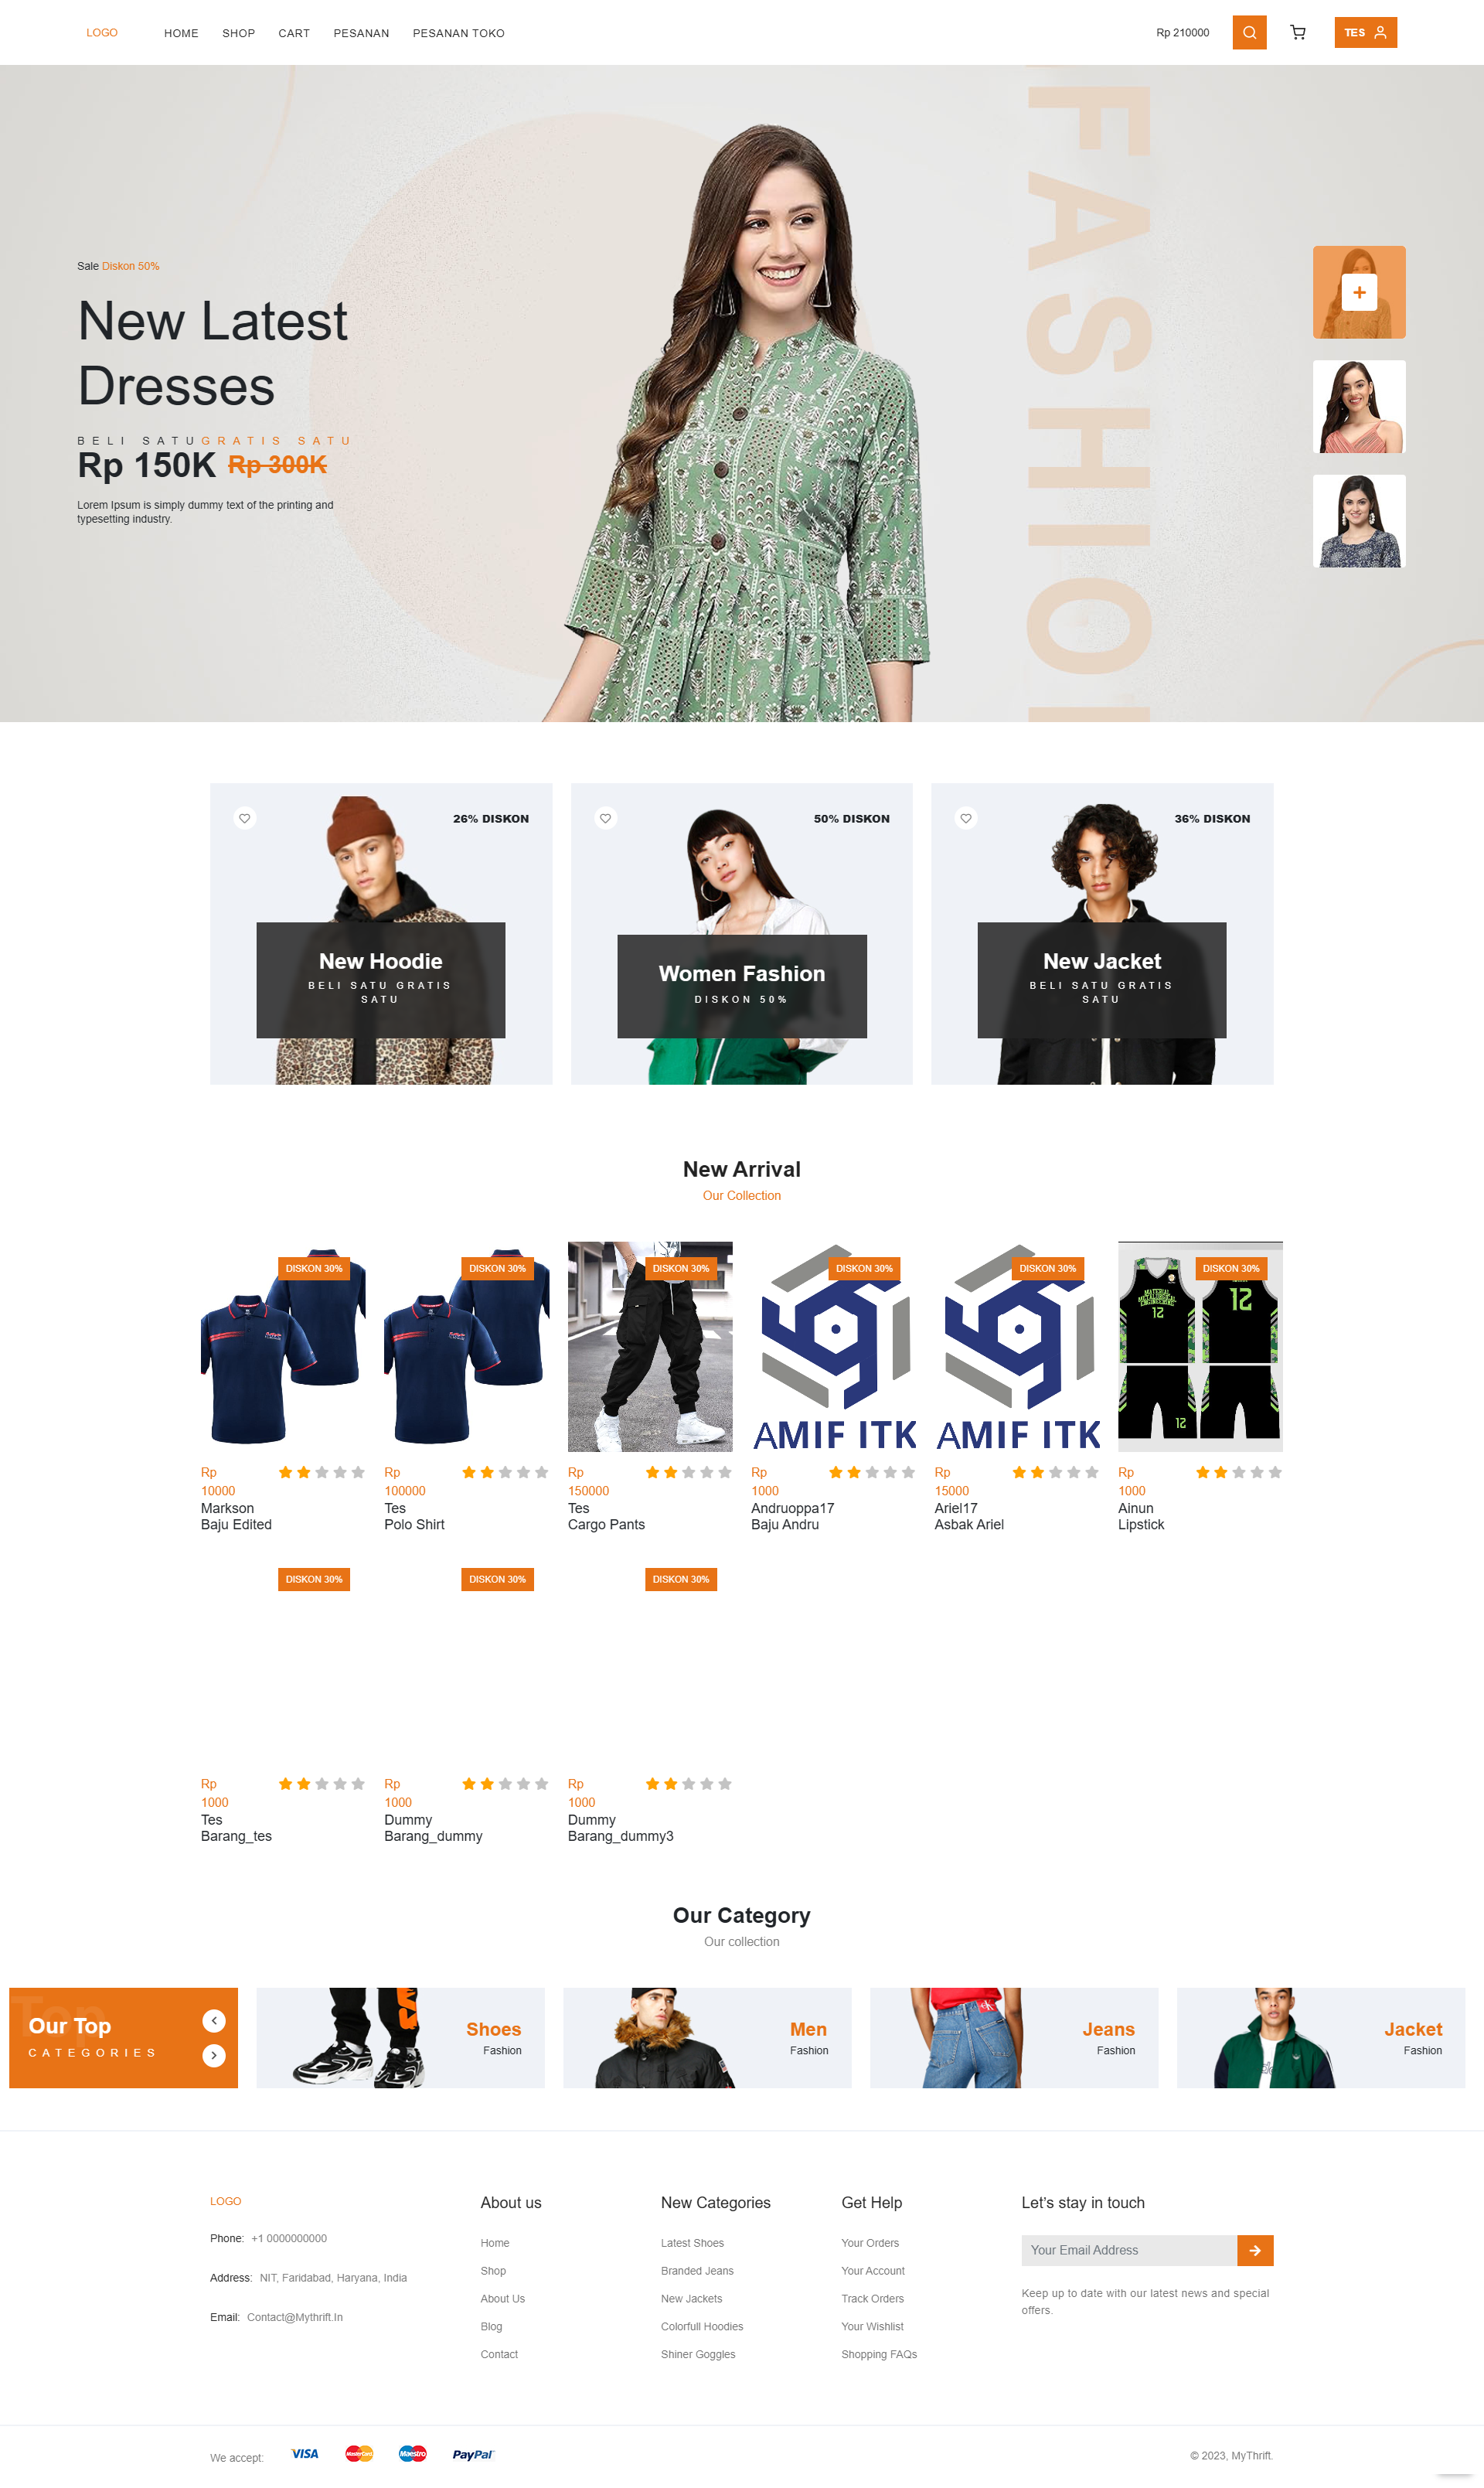 LOGO
HOME
SHOP
CART
PESANAN
PESANAN TOKO
Rp 210000
TES
FASHION
Sale Diskon 50%
New Latest
Dresses
BELI SATU GRATIS SATU
Rp 150K Rp 300K
Lorem Ipsum is simply dummy text of the printing and
typesetting industry.
26% DISKON
New Hoodie
BELI SATU GRATIS
SATU
50% DISKON
Women Fashion
DISKON 50%
36% DISKON
New Jacket
BELI SATU GRATIS
SATU
New Arrival
Our Collection
DISKON 30%
Rp
10000
Markson
Baju Edited
DISKON 30%
Rp
100000
Tes
Polo Shirt
DISKON 30%
Rp
150000
Tes
Cargo Pants
DISKON 30%
AMIF ITK
Rp
1000
Andruoppa17
Baju Andru
DISKON 30%
AMIF ITK
Rp
15000
Ariel17
Asbak Ariel
DISKON 30%
MATERIAL
METALLURGICAL
ENGINEERING
12
12
12
Rp
1000
Ainun
Lipstick
DISKON 30%
Rp
1000
Tes
Barang_tes
DISKON 30%
Rp
1000
Dummy
Barang_dummy
DISKON 30%
Rp
1000
Dummy
Barang_dummy3
Our Category
Our collection
Top
Our Top
CATEGORIES
Shoes
Fashion
Men
Fashion
Jeans
Fashion
Jacket
Fashion
LOGO
Phone: +1 0000000000
Address: NIT, Faridabad, Haryana, India
Email: Contact@Mythrift.In
About us
Home
Shop
About Us
Blog
Contact
New Categories
Latest Shoes
Branded Jeans
New Jackets
Colorfull Hoodies
Shiner Goggles
Get Help
Your Orders
Your Account
Track Orders
Your Wishlist
Shopping FAQs
Let's stay in touch
Your Email Address
Keep up to date with our latest news and special
offers.
We accept:
VISA
MasterCard
Maestro
PayPal
© 2023, MyThrift.